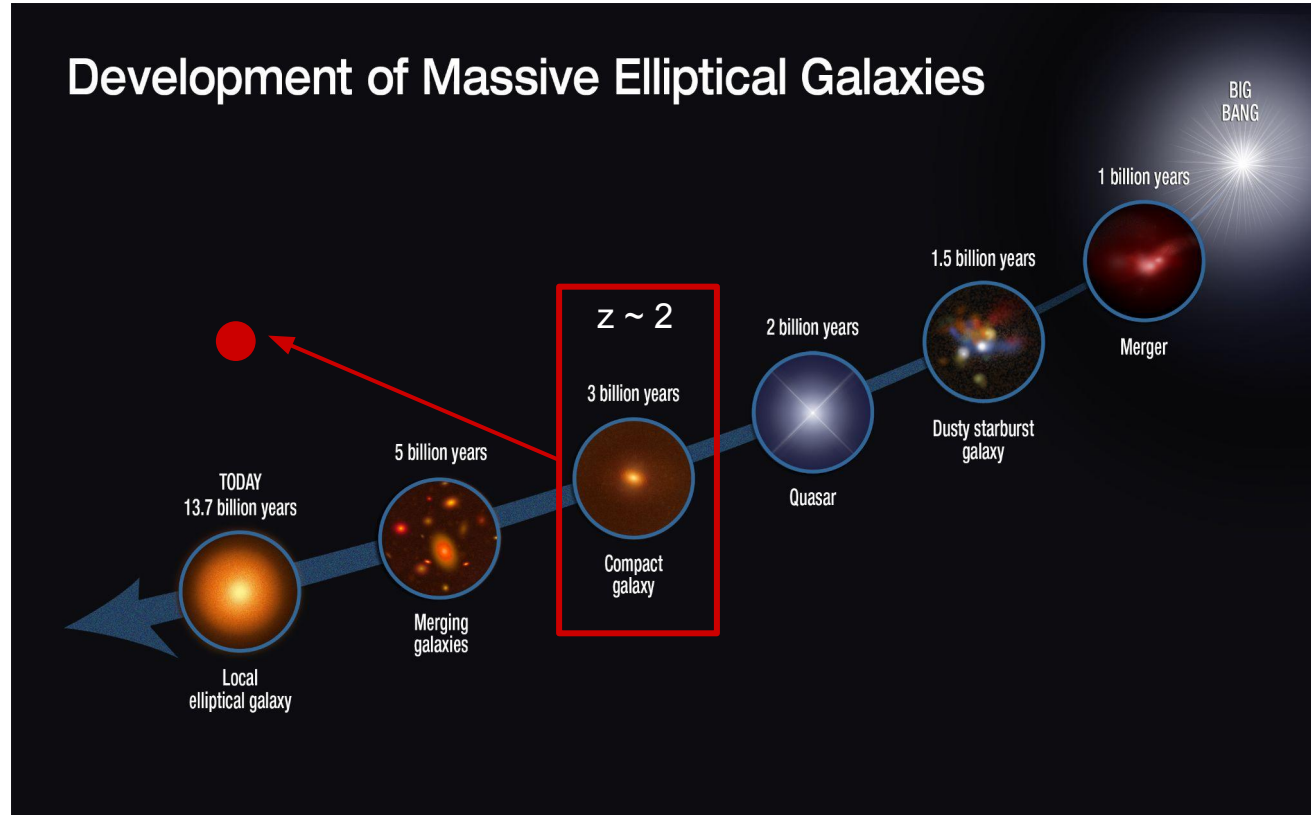 Development of Massive Elliptical Galaxies
BIG
BANG
1 billion years
Merger
1.5 billion years
Dusty starburst
galaxy
2 billion years
Quasar
z ~ 2
3 billion years
Compact
galaxy
5 billion years
Merging
galaxies
TODAY
13.7 billion years
Local
elliptical galaxy